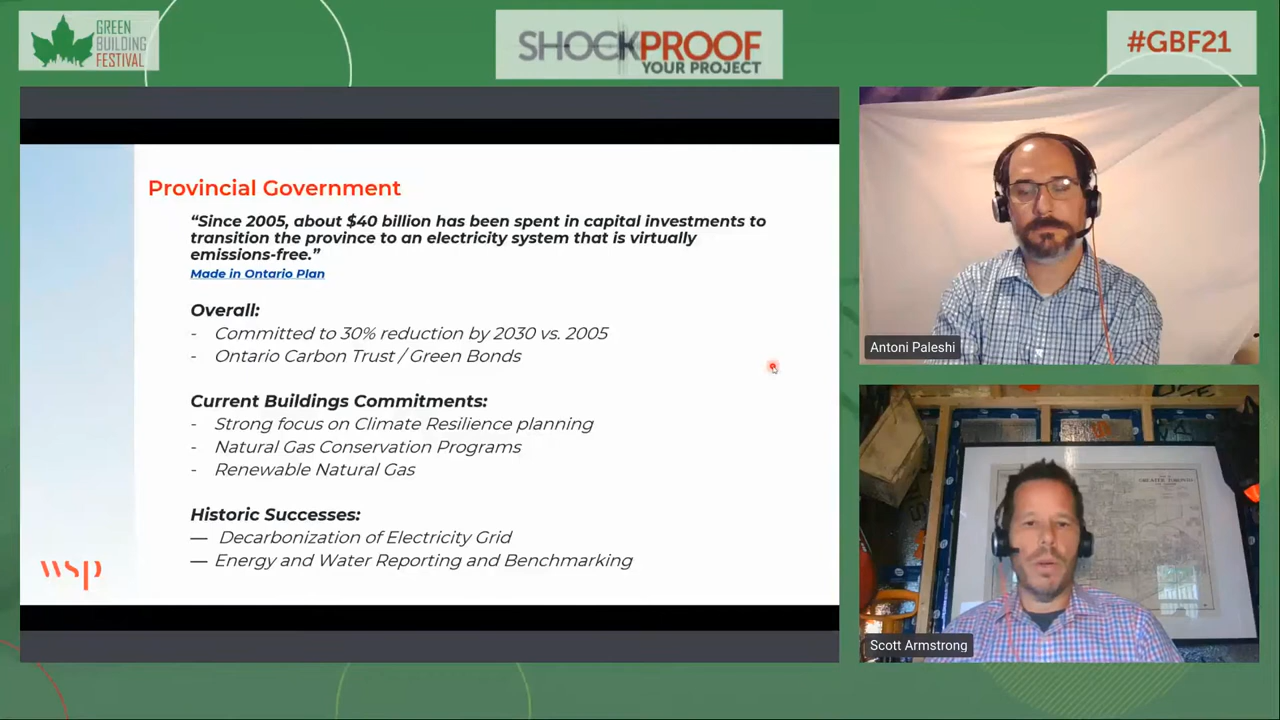 GREEN
BUILDING
FESTIVAL
SHOCKPROOF
YOUR PROJECT
#GBF21
Provincial Government
“Since 2005, about $40 billion has been spent in capital investments to
transition the province to an electricity system that is virtually
emissions-free.”
Made in Ontario Plan
Overall:
- Committed to 30% reduction by 2030 vs. 2005
- Ontario Carbon Trust / Green Bonds
Current Buildings Commitments:
- Strong focus on Climate Resilience planning
- Natural Gas Conservation Programs
- Renewable Natural Gas
Historic Successes:
— Decarbonization of Electricity Grid
— Energy and Water Reporting and Benchmarking
wsp
Antoni Paleshi
GREATER TORONTO
Scott Armstrong